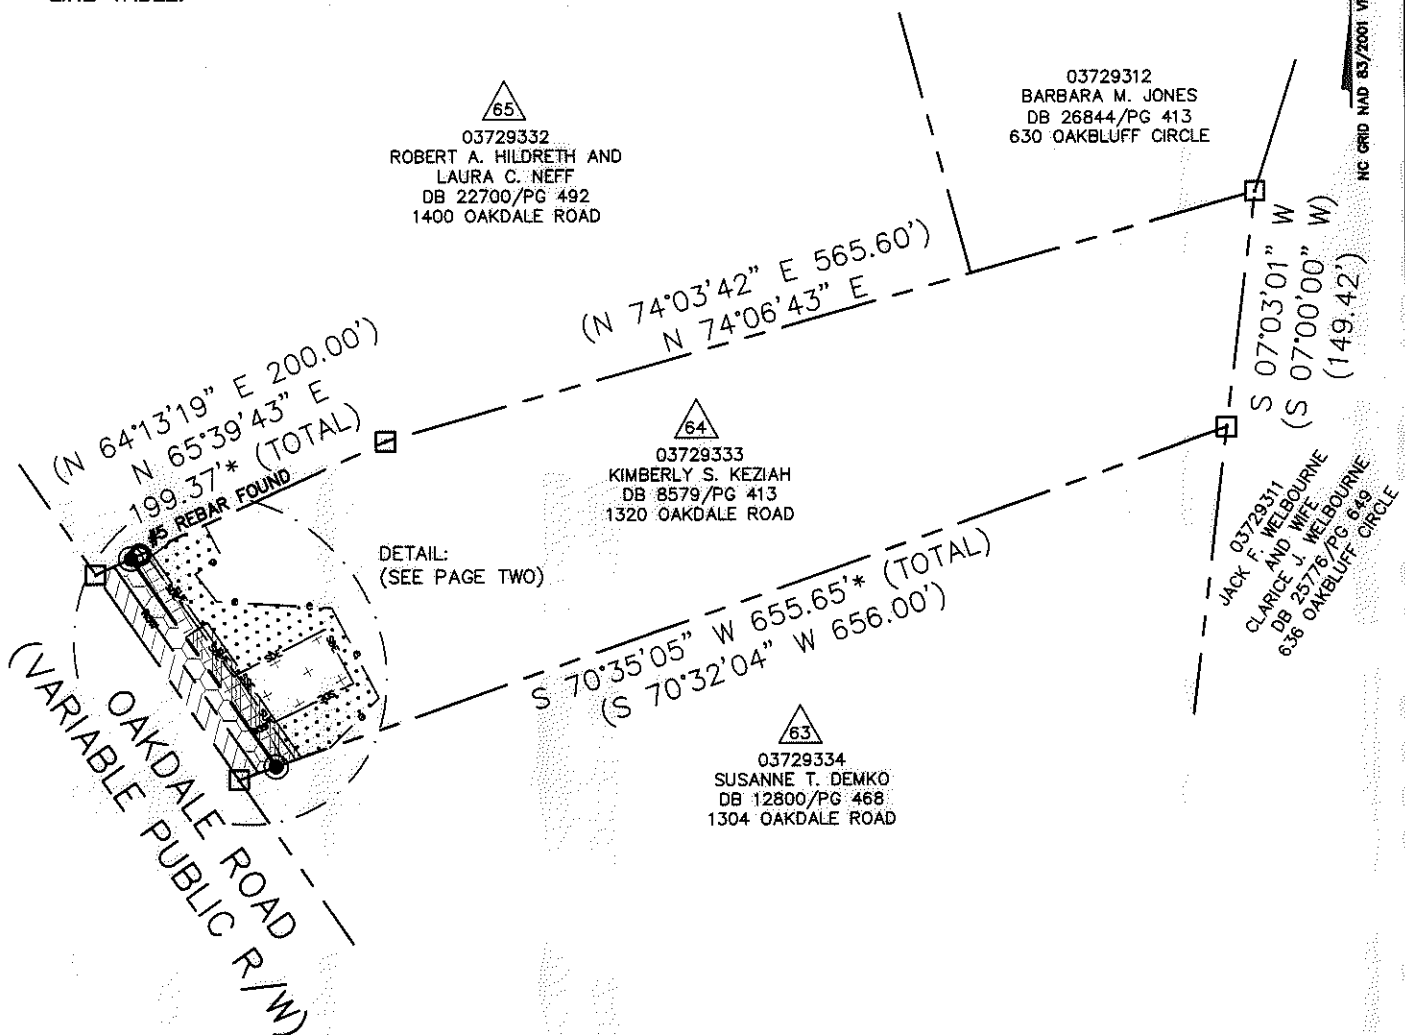 NC GRID NAD 83/2001
65
03729332
ROBERT A. HILDRETH AND
LAURA C. NEFF
DB 22700/PG 492
1400 OAKDALE ROAD
03729312
BARBARA M. JONES
DB 26844/PG 413
630 OAKBLUFF CIRCLE
(N 74°03'42" E 565.60')
N 74°06'43" E
S 07°03'01" W
(S 07°00'00" W)
(149.42')
(N 64°13'19" E 200.00')
N 65°39'43" E
199.37'* (TOTAL)
#5 REBAR FOUND
64
03729333
KIMBERLY S. KEZIAH
DB 8579/PG 413
1320 OAKDALE ROAD
DETAIL:
(SEE PAGE TWO)
03729311
JACK F. WELBOURNE
AND WIFE
CLARICE J. WELBOURNE
DB 25776/PG 649
636 OAKBLUFF CIRCLE
S 70°35'05" W 655.65'* (TOTAL)
(S 70°32'04" W 656.00')
63
03729334
SUSANNE T. DEMKO
DB 12800/PG 468
1304 OAKDALE ROAD
OAKDALE ROAD
(VARIABLE PUBLIC R/W)